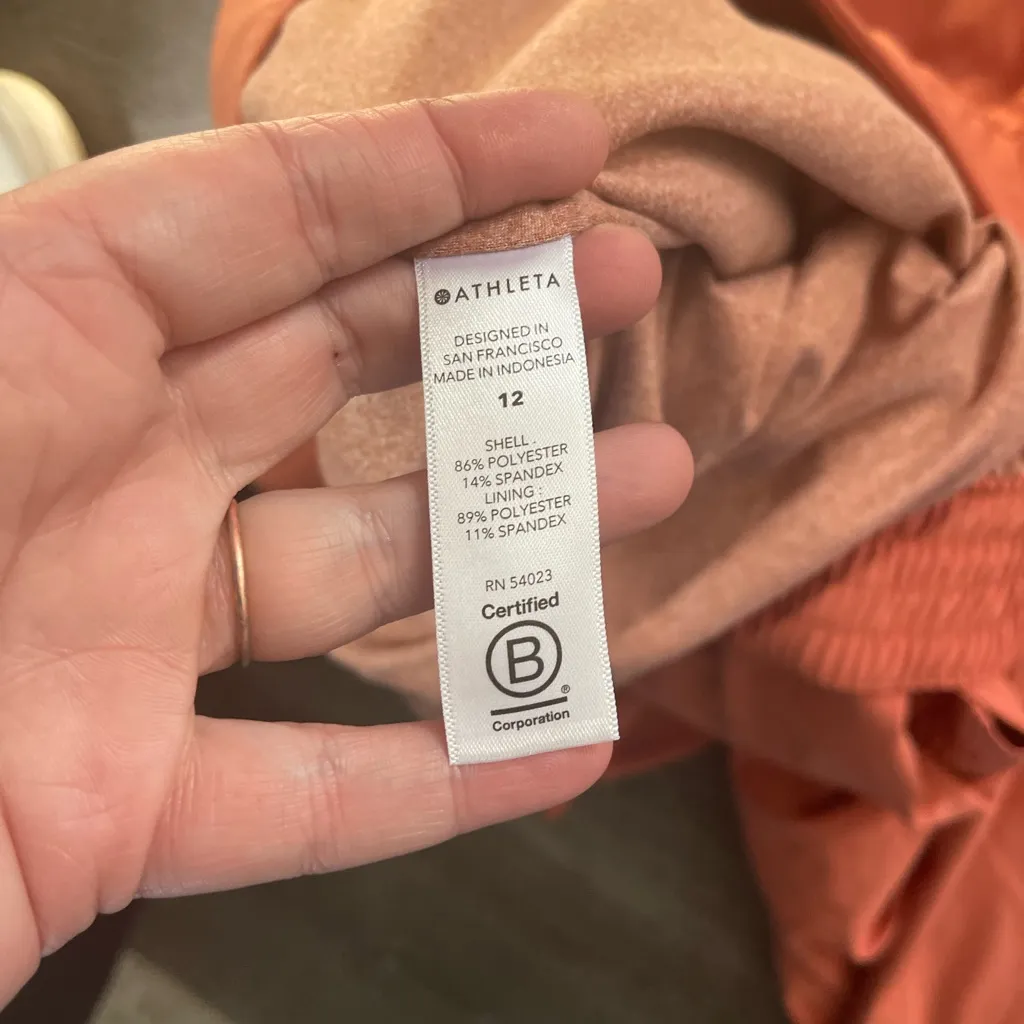 ATHLETA
DESIGNED IN
SAN FRANCISCO
MADE IN INDONESIA
12
SHELL :
86% POLYESTER
14% SPANDEX
LINING :
89% POLYESTER
11% SPANDEX
RN 54023
Certified
B
®
Corporation